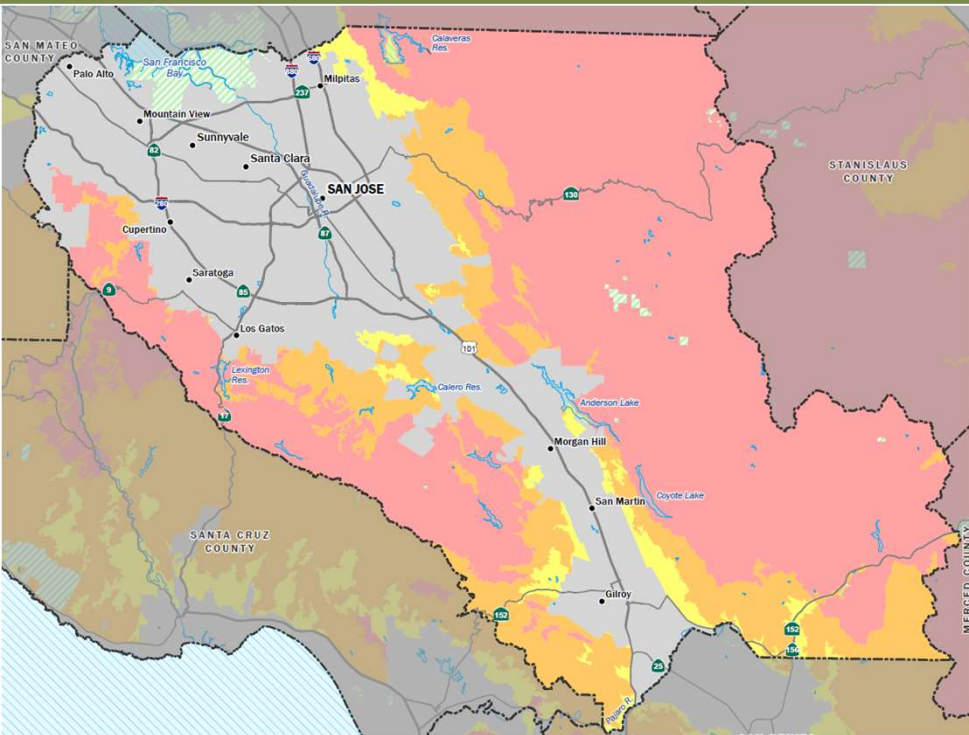 SAN MATEO
COUNTY
Palo Alto
San Francisco
Bay
Calaveras
Res.
680
880
237
Milpitas
Mountain View
Sunnyvale
82
Santa Clara
SAN JOSE
Guadalupe R.
130
STANISLAUS
COUNTY
280
Cupertino
87
Saratoga
9
85
Los Gatos
101
Lexington
Res.
Calero Res.
Anderson Lake
17
Morgan Hill
San Martin
Coyote Lake
SANTA CRUZ
COUNTY
MERCED COUNTY
Gilroy
152
152
156
25
Pajaro R.